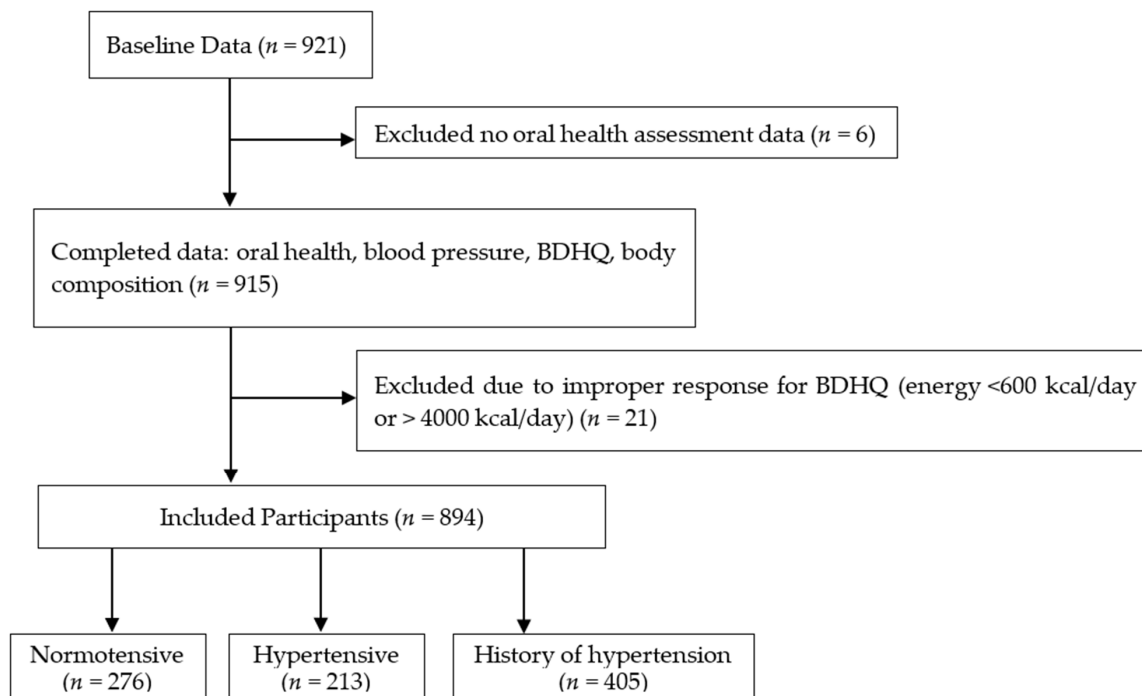 Baseline Data (n = 921)
Excluded no oral health assessment data (n = 6)
Completed data: oral health, blood pressure, BDHQ, body
composition (n = 915)
Excluded due to improper response for BDHQ (energy <600 kcal/day
or > 4000 kcal/day) (n = 21)
Included Participants (n = 894)
Normotensive
(n = 276)
Hypertensive
(n = 213)
History of hypertension
(n = 405)